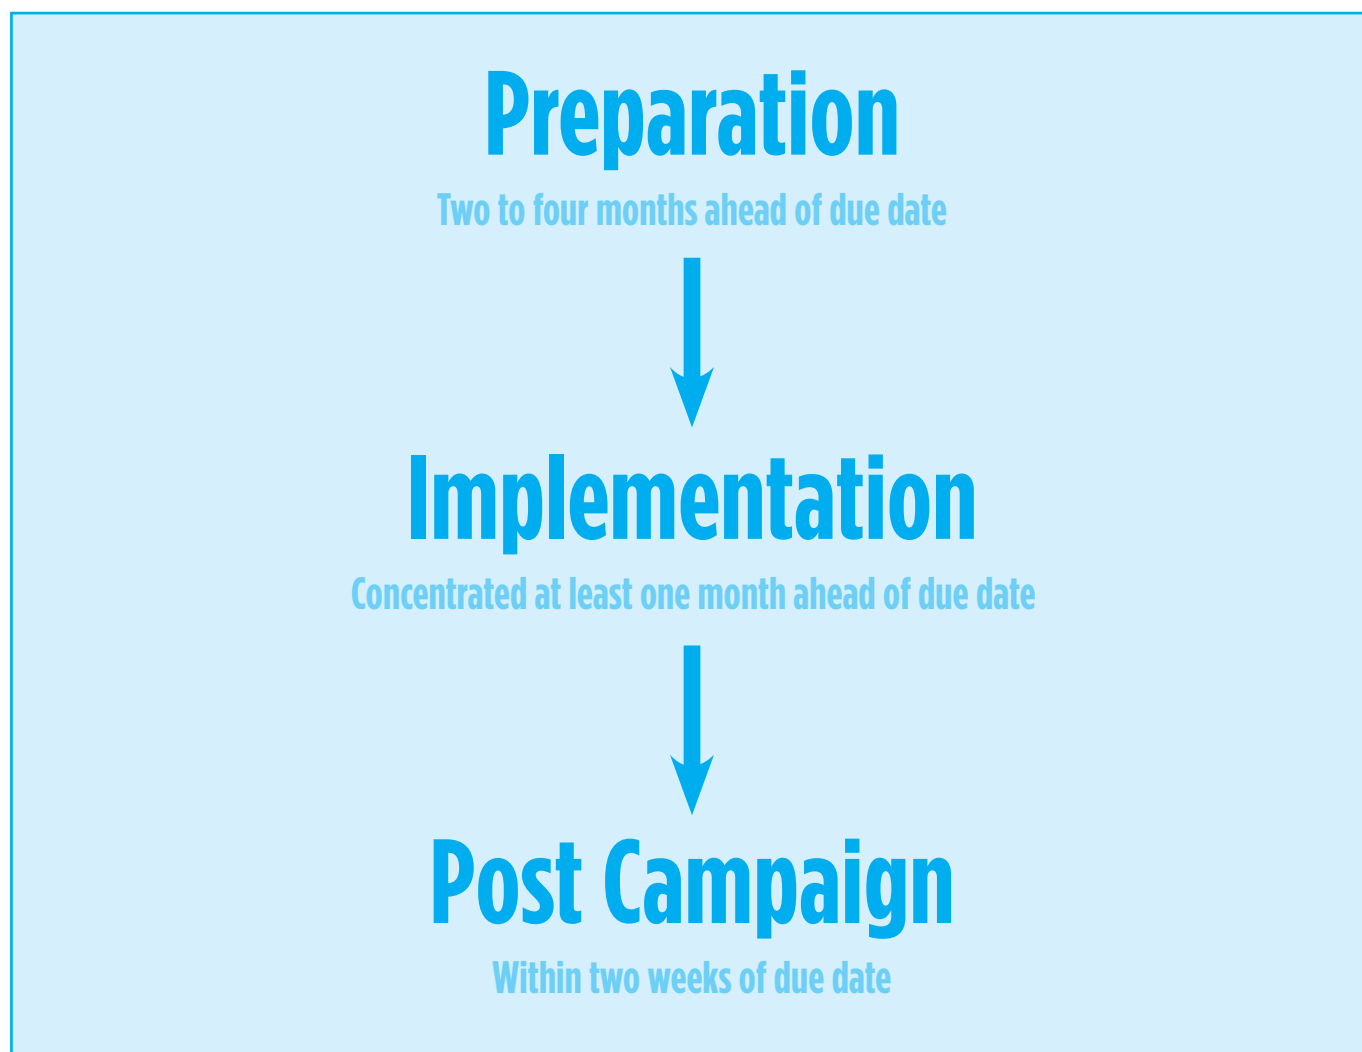 Preparation
Two to four months ahead of due date
Implementation
Concentrated at least one month ahead of due date
Post Campaign
Within two weeks of due date